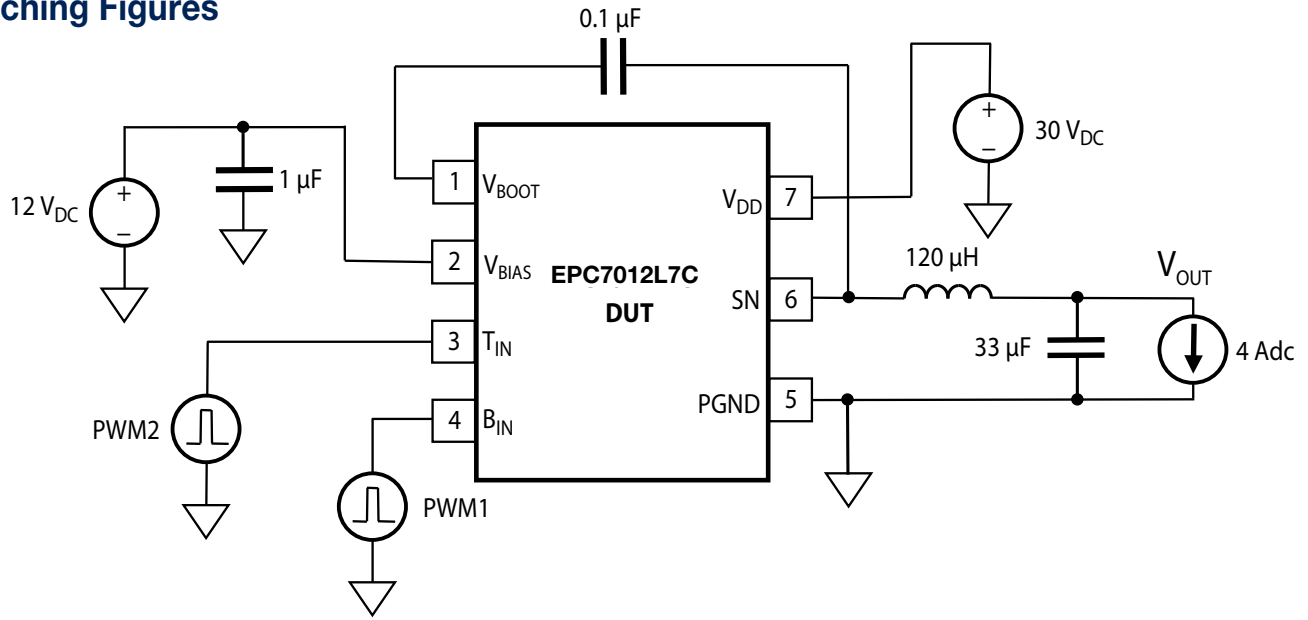 ching Figures
0.1 µF
12 V_DC
+
−
1 µF
1
V_BOOT
2
V_BIAS
3
T_IN
4
B_IN
EPC7012L7C
DUT
V_DD
7
SN
6
PGND
5
+
−
30 V_DC
120 µH
V_OUT
33 µF
4 Adc
PWM2
PWM1